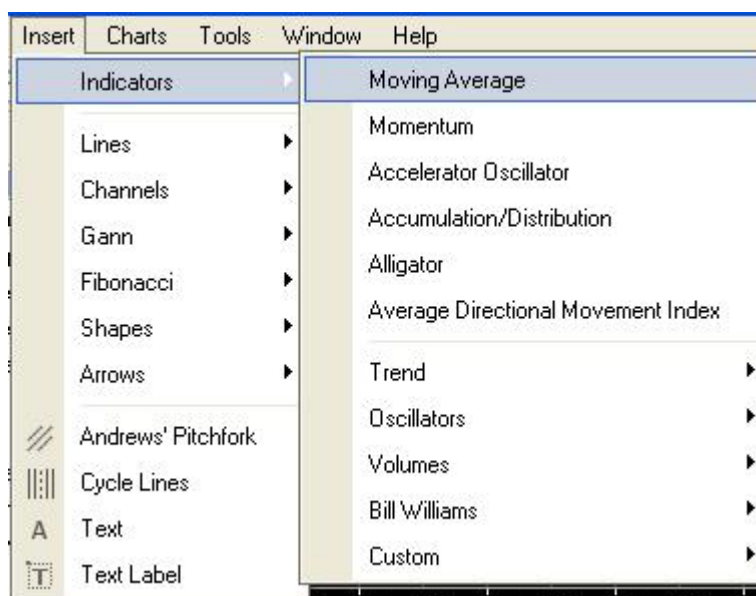 Insert Charts Tools Window Help
Indicators
Lines
Channels
Gann
Fibonacci
Shapes
Arrows
Andrews' Pitchfork
Cycle Lines
A Text
T Text Label
Moving Average
Momentum
Accelerator Oscillator
Accumulation/Distribution
Alligator
Average Directional Movement Index
Trend
Oscillators
Volumes
Bill Williams
Custom